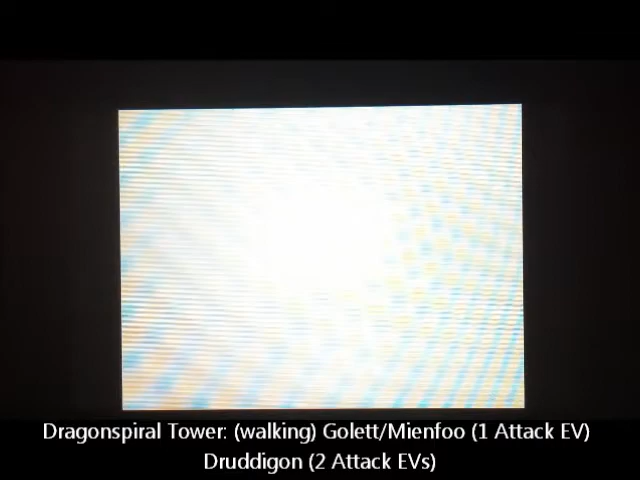 Dragonspiral Tower: (walking) Golett/Mienfoo (1 Attack EV)
Druddigon (2 Attack EVs)